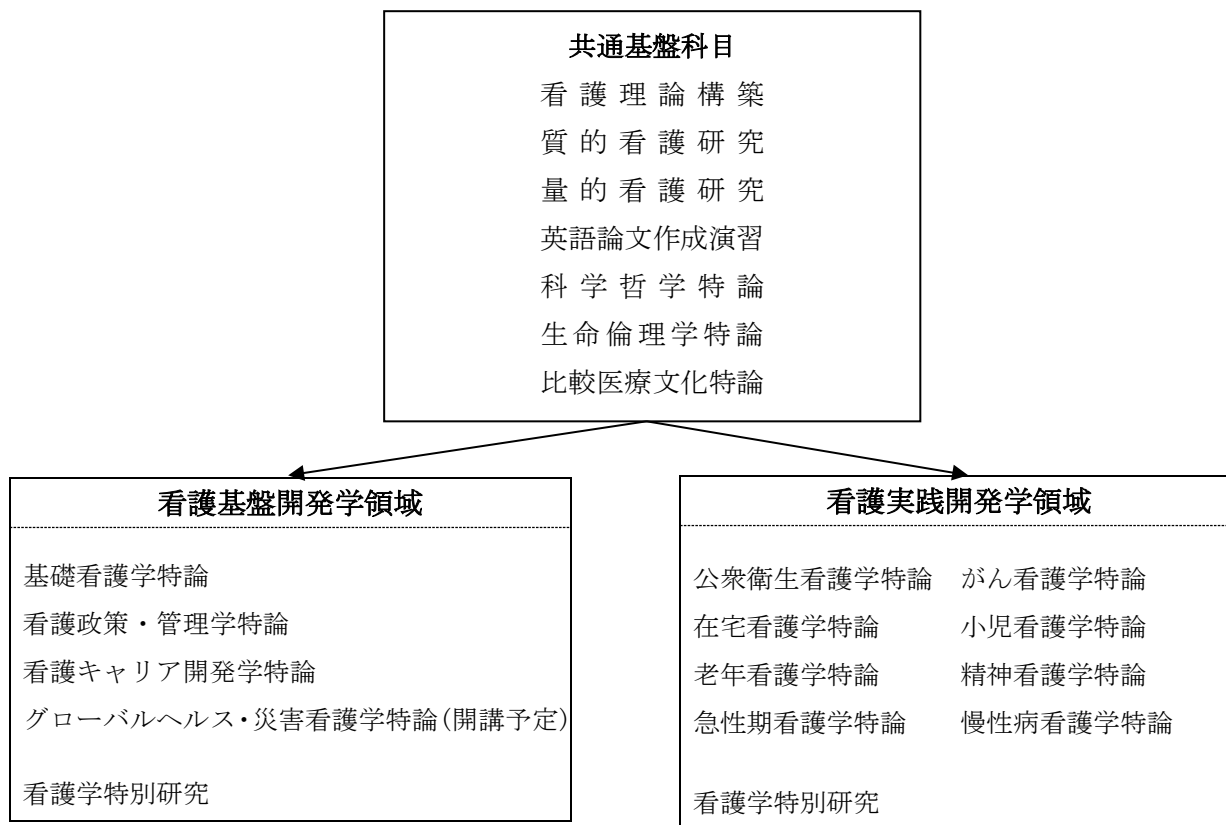 共通基盤科目
看護理論構築
質的看護研究
量的看護研究
英語論文作成演習
科学哲学特論
生命倫理学特論
比較医療文化特論
看護基盤開発学領域
基礎看護学特論
看護政策・管理学特論
看護キャリア開発学特論
グローバルヘルス・災害看護学特論(開講予定)
看護学特別研究
看護実践開発学領域
公衆衛生看護学特論 がん看護学特論
在宅看護学特論 小児看護学特論
老年看護学特論 精神看護学特論
急性期看護学特論 慢性病看護学特論
看護学特別研究